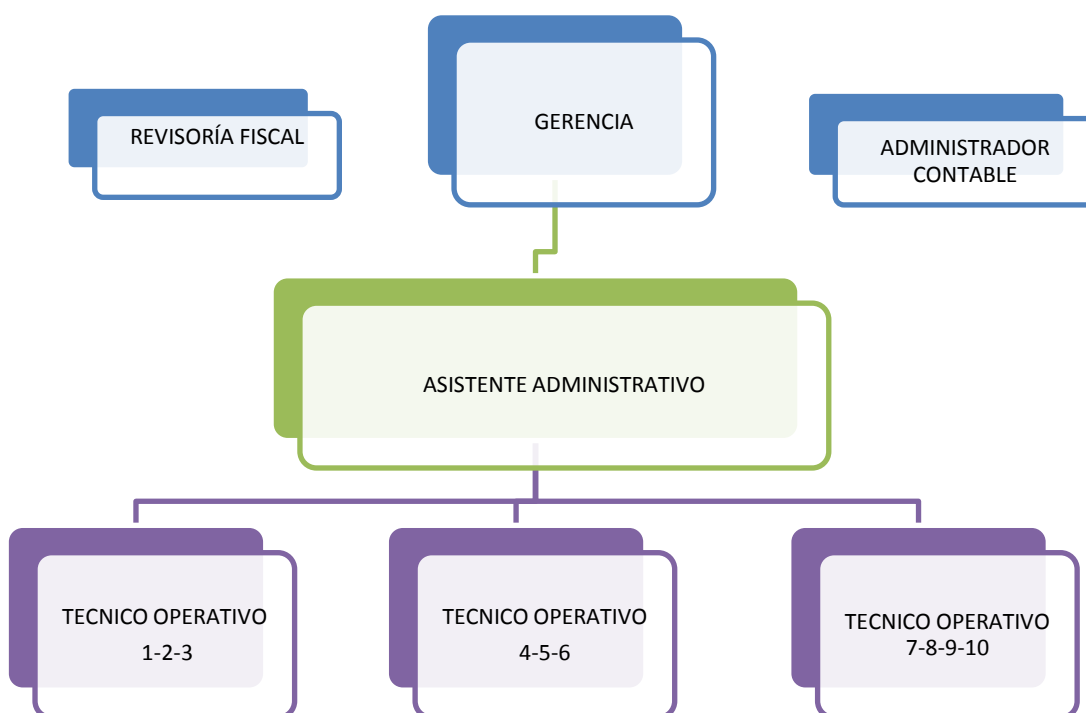 REVISORÍA FISCAL
GERENCIA
ADMINISTRADOR
CONTABLE
ASISTENTE ADMINISTRATIVO
TECNICO OPERATIVO
1-2-3
TECNICO OPERATIVO
4-5-6
TECNICO OPERATIVO
7-8-9-10